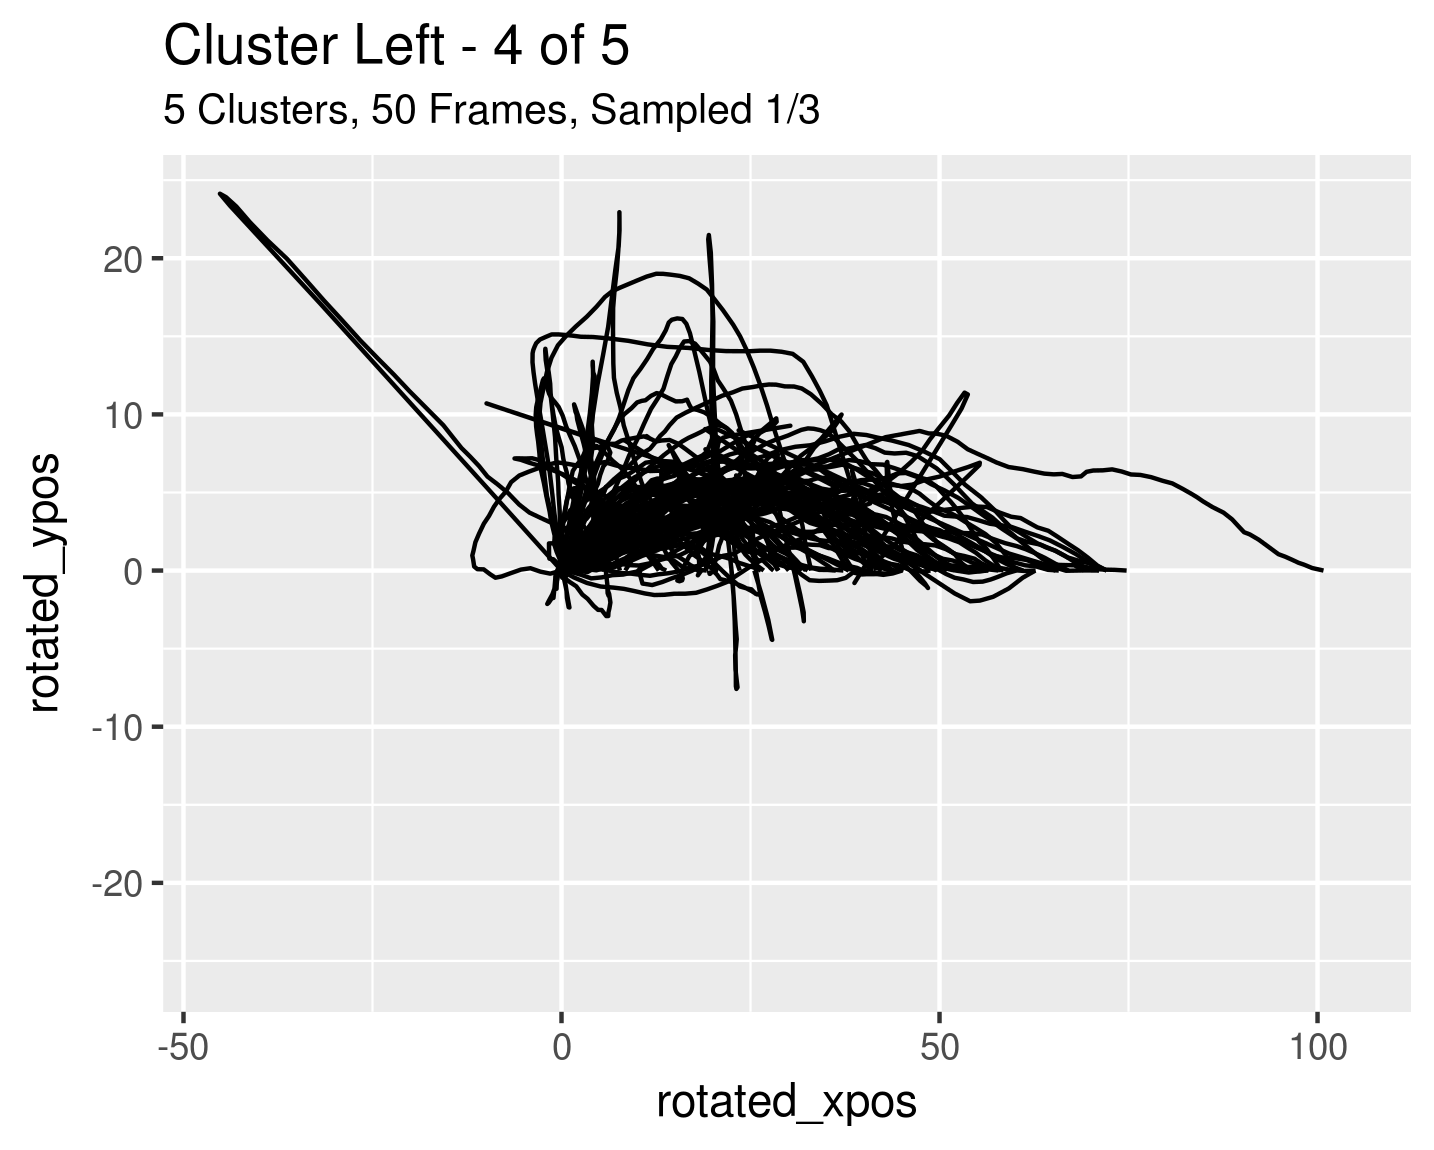 Cluster Left - 4 of 5
5 Clusters, 50 Frames, Sampled 1/3
rotated_ypos
20
10
0
-10
-20
-50 0 50 100
rotated_xpos